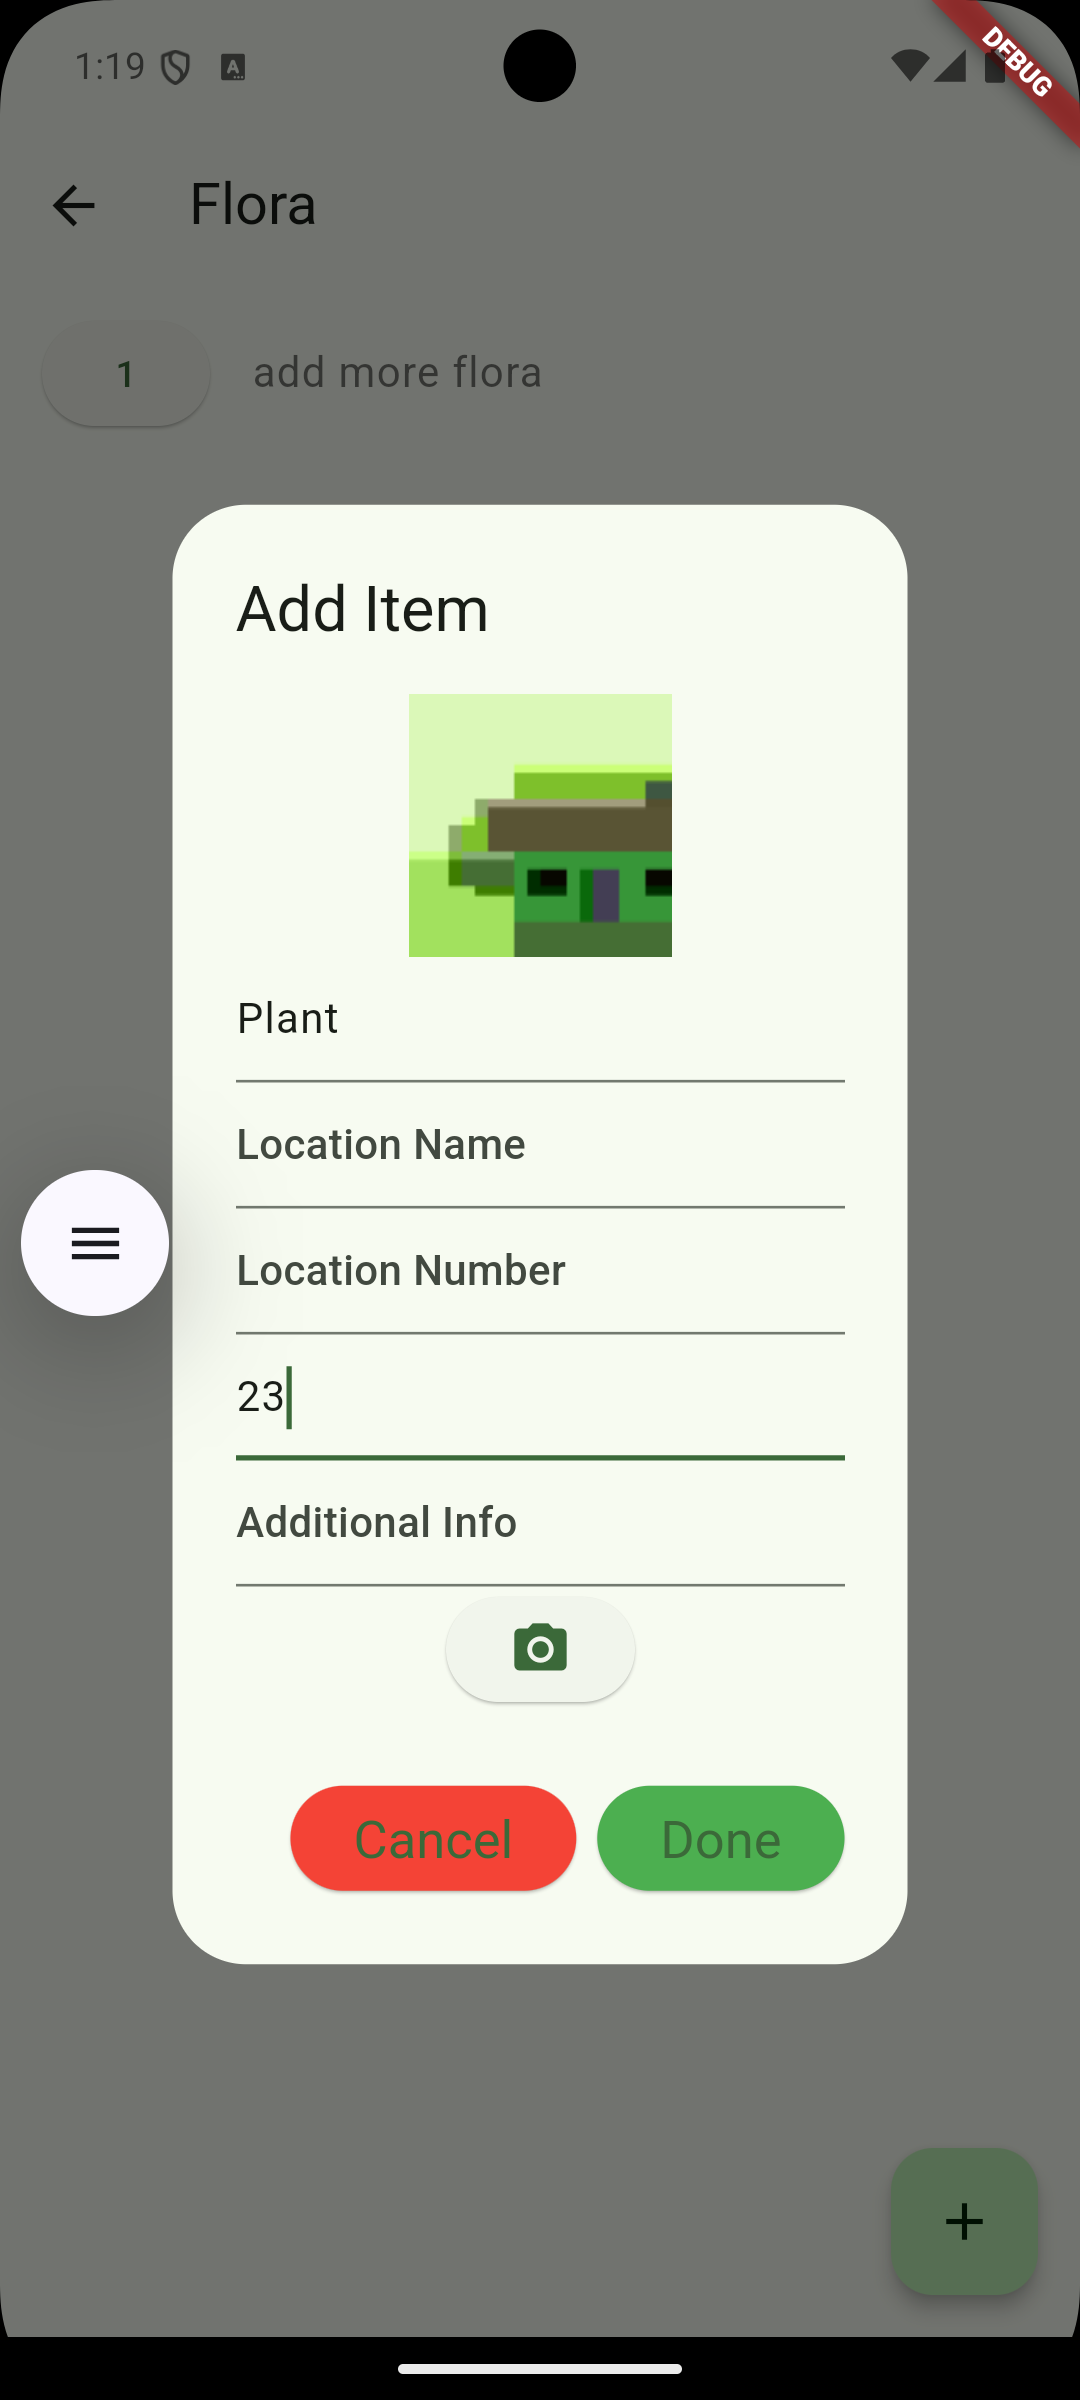 1:19
DEBUG
Flora
1 add more flora
Add Item
Plant
Location Name
Location Number
23
Additional Info
Cancel Done